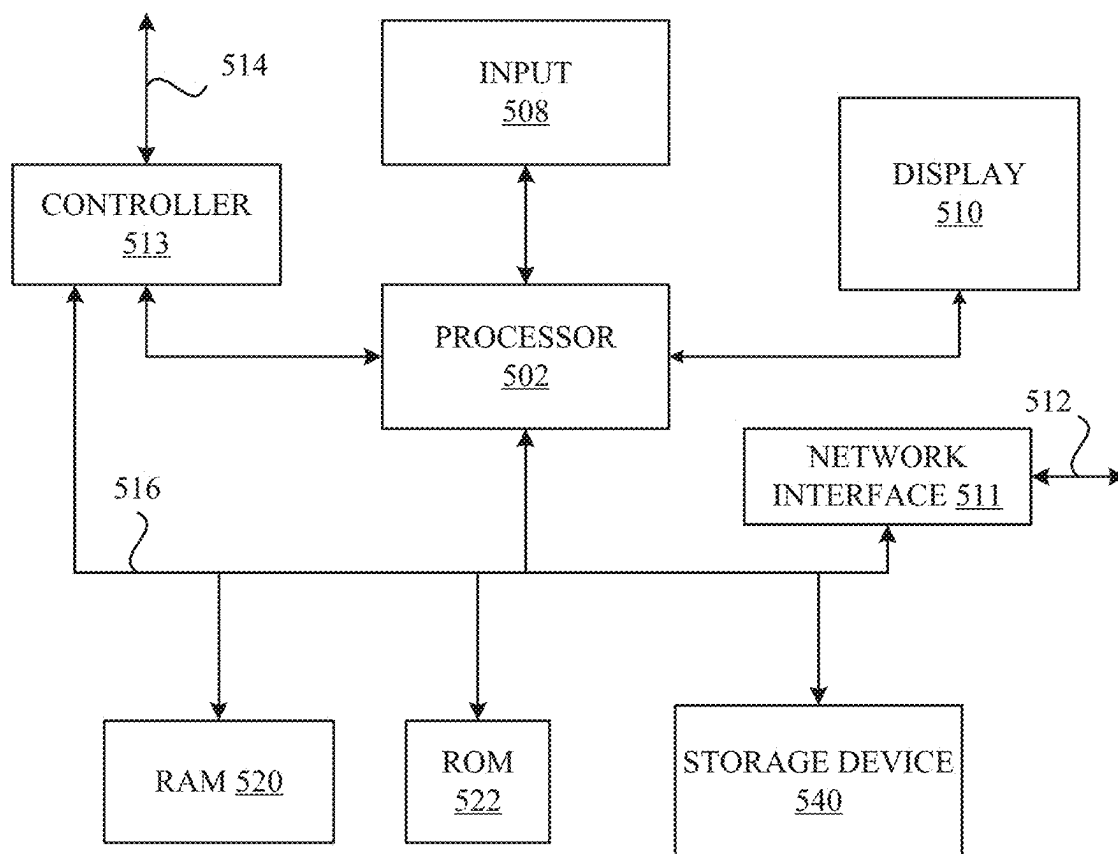 514
INPUT
508
DISPLAY
510
CONTROLLER
513
PROCESSOR
502
512
NETWORK
INTERFACE 511
516
RAM 520
ROM
522
STORAGE DEVICE
540